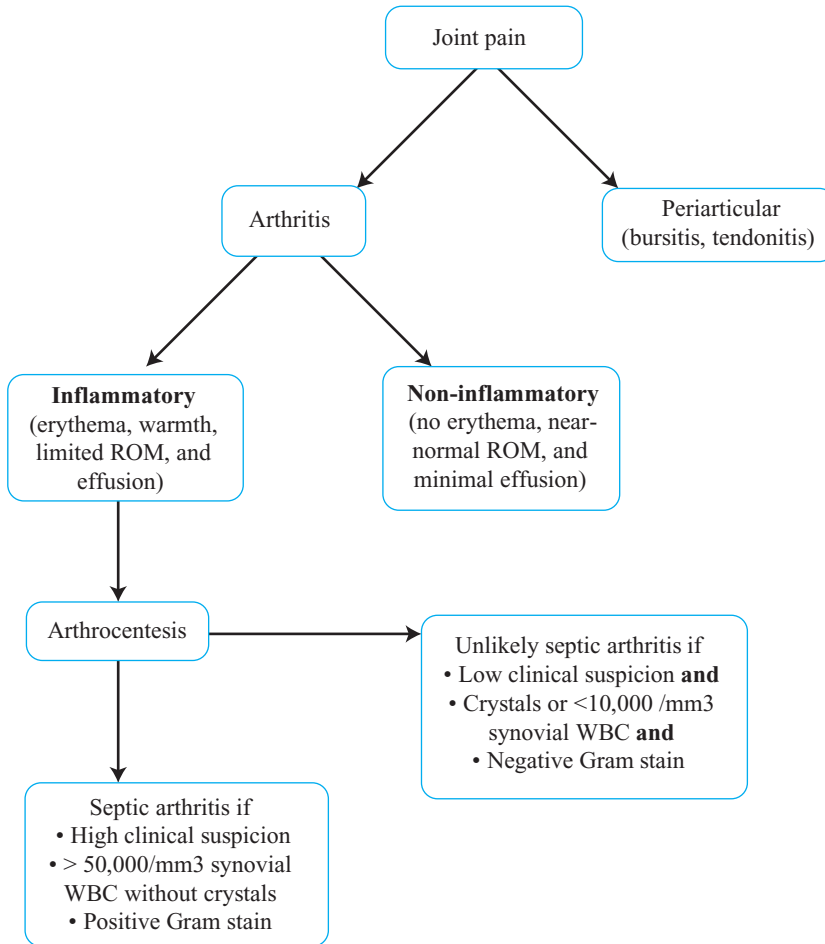 Joint pain
Arthritis
Periarticular
(bursitis, tendonitis)
Inflammatory
(erythema, warmth,
limited ROM, and
effusion)
Non-inflammatory
(no erythema, near-
normal ROM, and
minimal effusion)
Arthrocentesis
Unlikely septic arthritis if
• Low clinical suspicion and
• Crystals or <10,000 /mm3
synovial WBC and
• Negative Gram stain
Septic arthritis if
• High clinical suspicion
• > 50,000/mm3 synovial
WBC without crystals
• Positive Gram stain